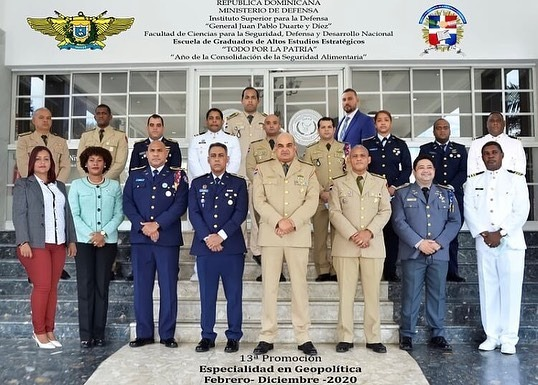 REPUBLICA DOMINICANA
MINISTERIO DE DEFENSA
Instituto Superior para la Defensa
"General Juan Pablo Duarte y Díez"
Facultad de Ciencias para la Seguridad, Defensa y Desarrollo Nacional
Escuela de Graduados de Altos Estudios Estratégicos
"TODO POR LA PATRIA"
"Año de la Consolidación de la Seguridad Alimentaria"
13ª Promoción
Especialidad en Geopolítica
Febrero- Diciembre -2020